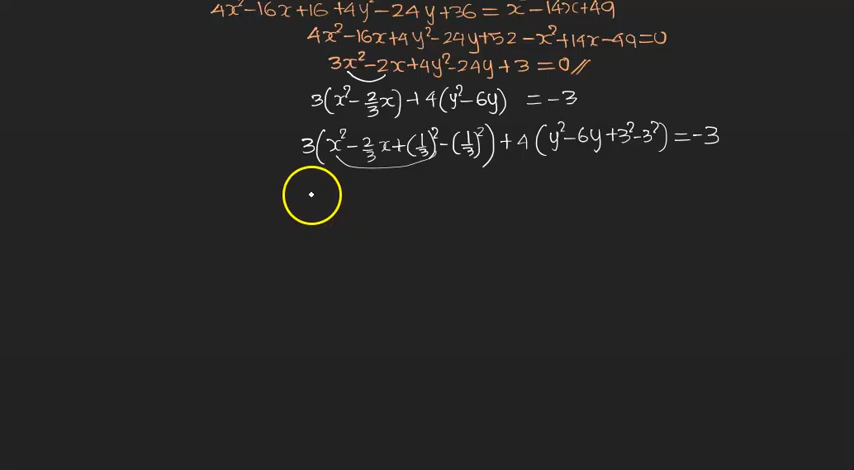 4x²-16x+16+4y²-24y+36 = x²-14x+49
4x²-16x+4y²-24y+52-x²+14x-49=0
3x²-2x+4y²-24y+3=0//
3(x²-2/3x)+4(y²-6y) =-3
3(x²-2/3x+(1/3)²-(1/3)²)+4(y²-6y+3²-3²)=-3